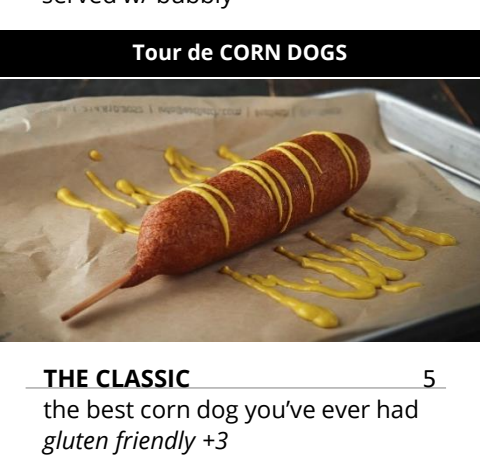 served w/ bubbly
Tour de CORN DOGS
THE CLASSIC 5
the best corn dog you’ve ever had
gluten friendly +3